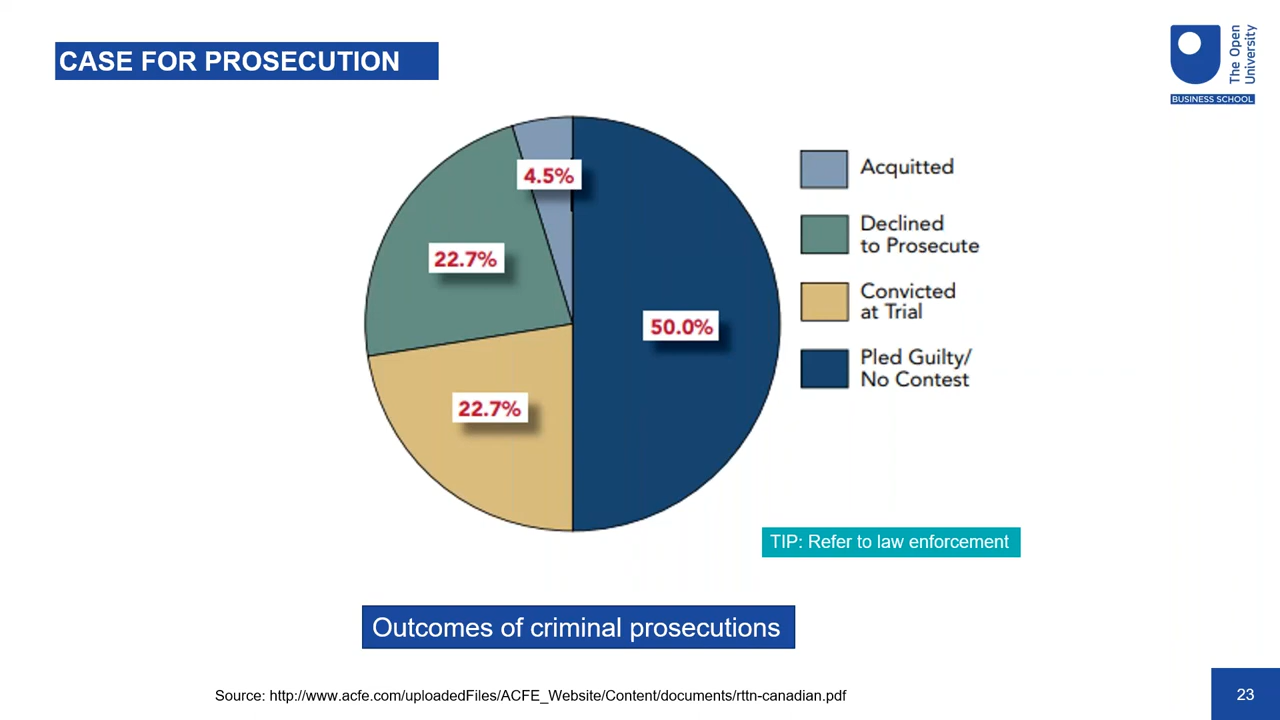 CASE FOR PROSECUTION
The Open
University
BUSINESS SCHOOL
4.5%
22.7%
50.0%
22.7%
Acquitted
Declined
to Prosecute
Convicted
at Trial
Pled Guilty/
No Contest
TIP: Refer to law enforcement
Outcomes of criminal prosecutions
Source: http://www.acfe.com/uploadedFiles/ACFE_Website/Content/documents/rttn-canadian.pdf
23